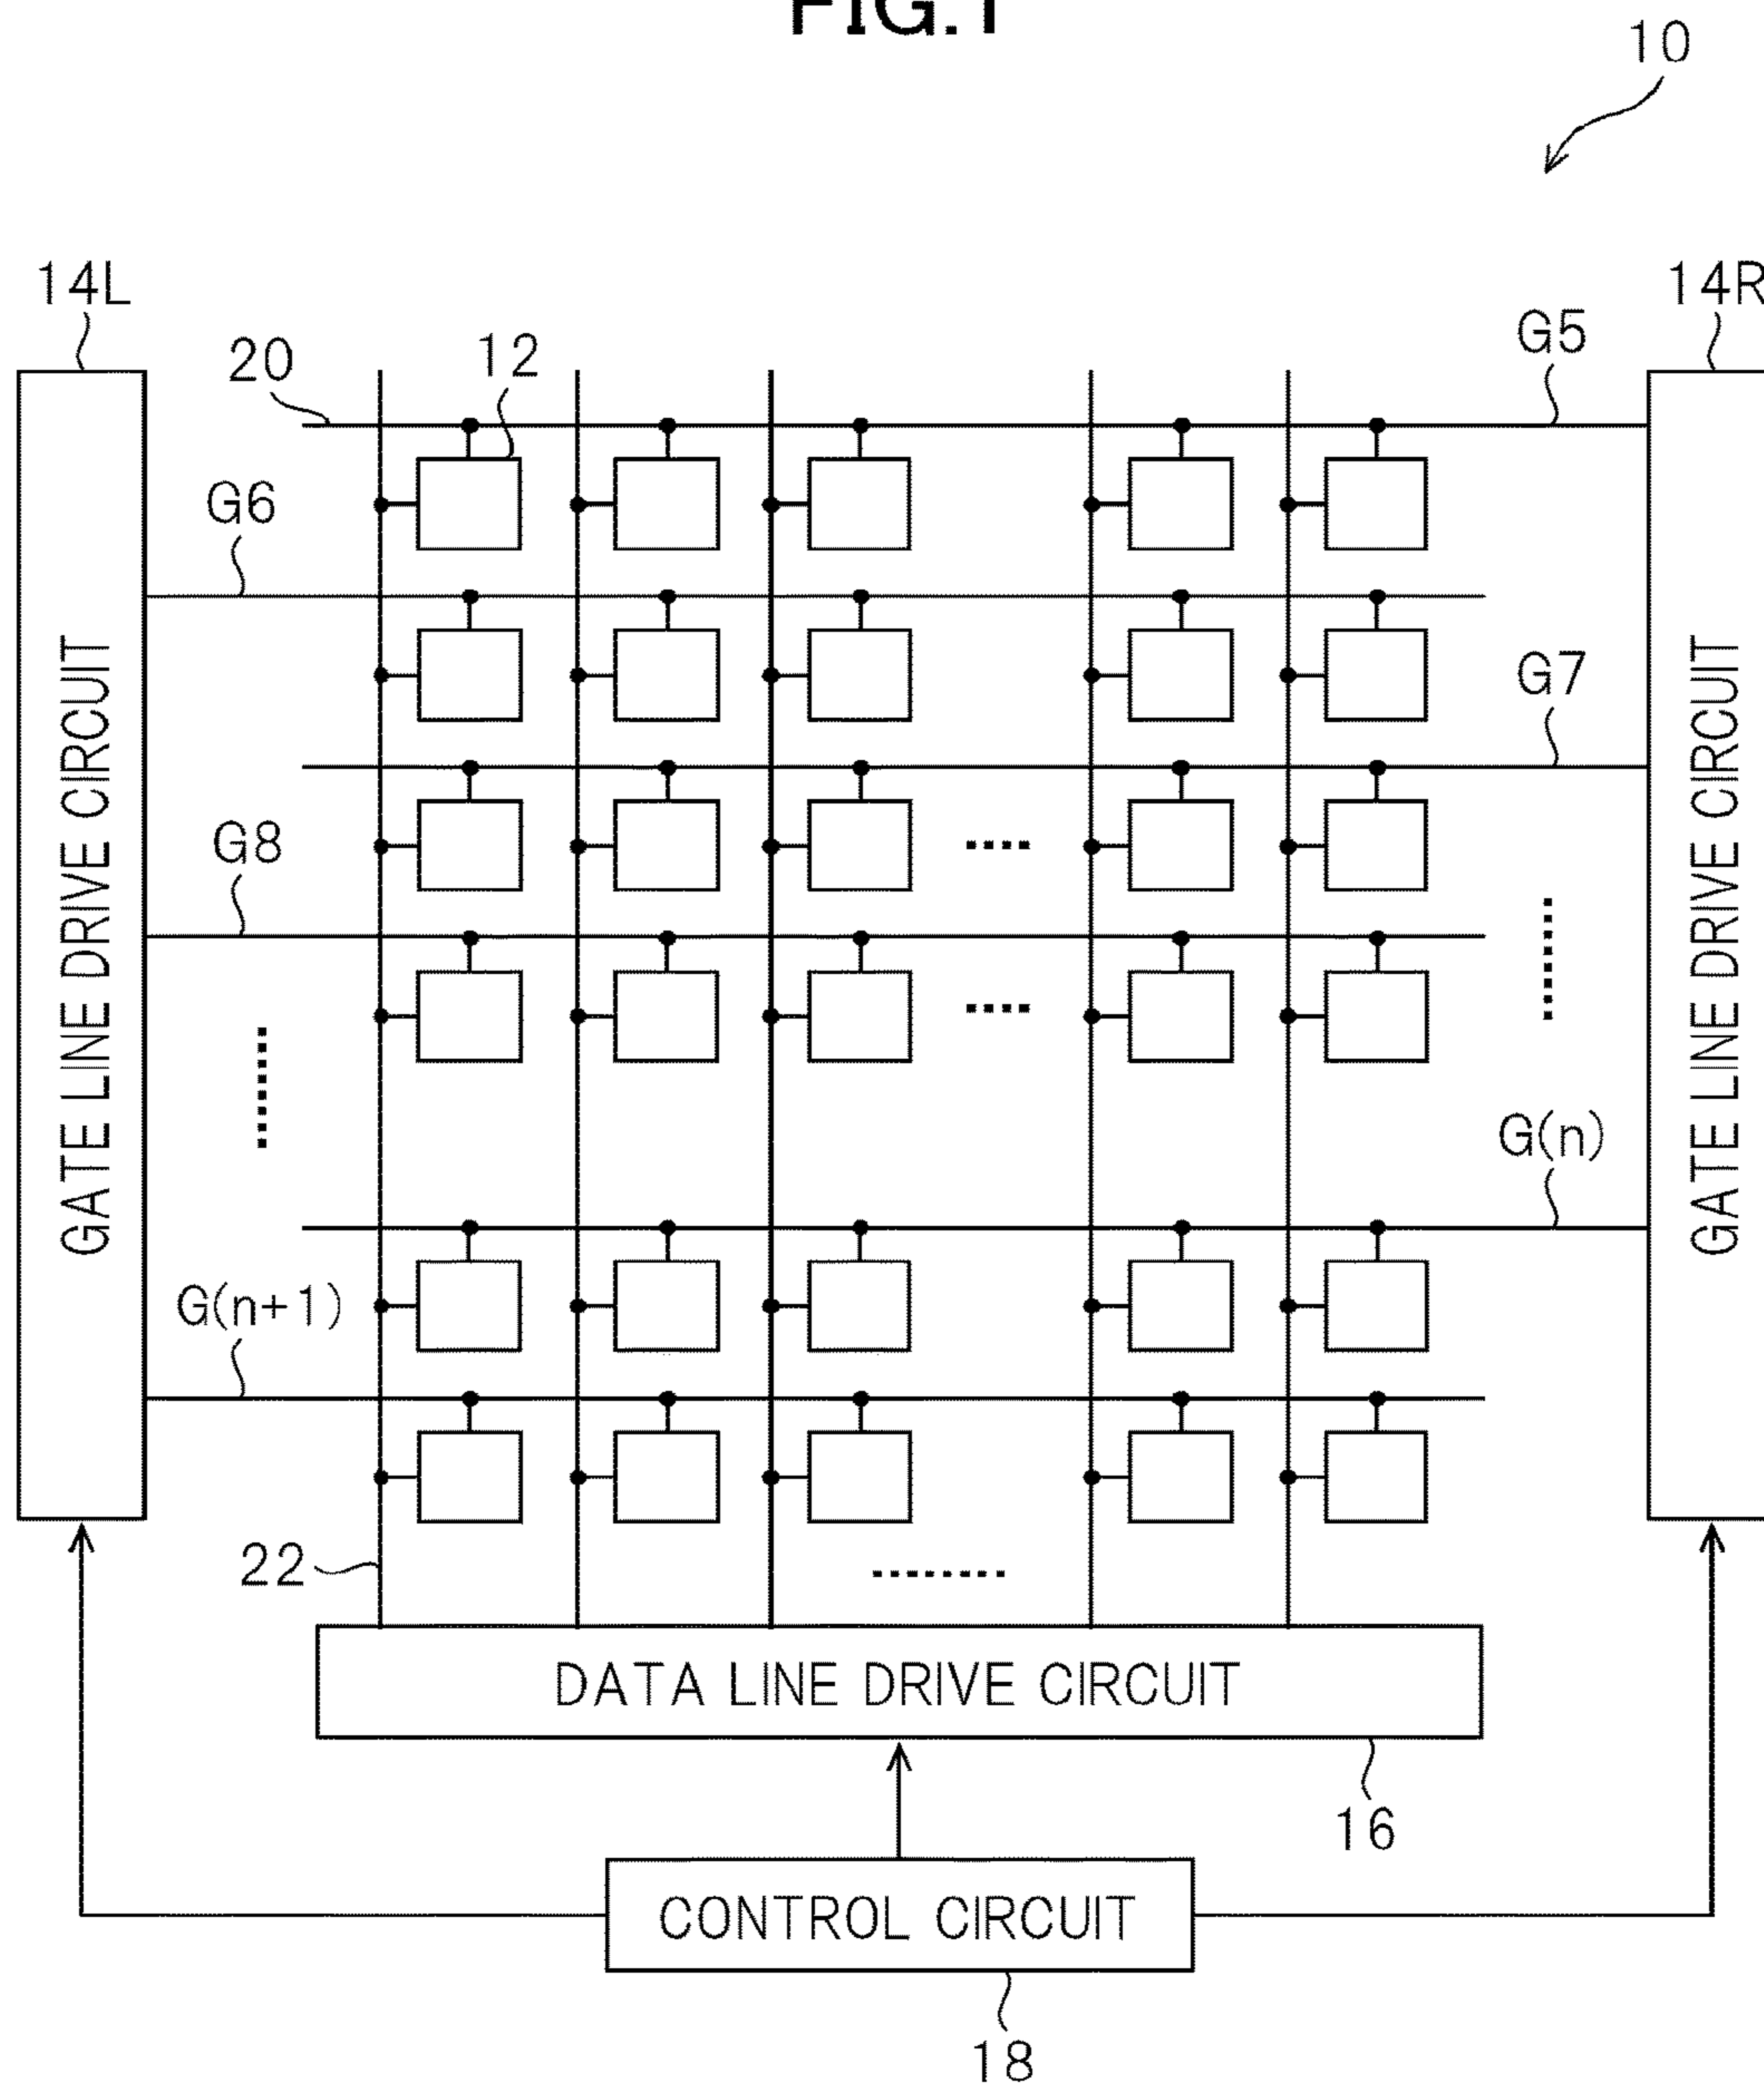 FIG.1
10
14L
14R
G5
20
12
G6
G7
G8
GATE LINE DRIVE CIRCUIT
GATE LINE DRIVE CIRCUIT
G(n)
G(n+1)
22
DATA LINE DRIVE CIRCUIT
16
CONTROL CIRCUIT
18